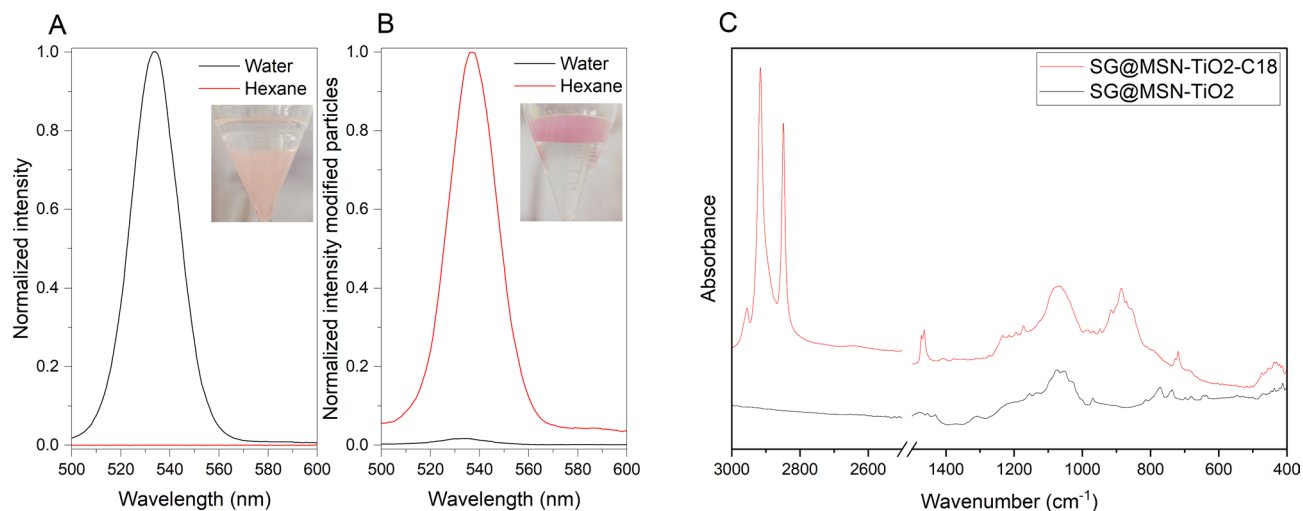 A
Normalized intensity
1.0
0.8
0.6
0.4
0.2
0.0
Water
Hexane
500 520 540 560 580 600
Wavelength (nm)
B
Normalized intensity modified particles
1.0
0.8
0.6
0.4
0.2
0.0
Water
Hexane
500 520 540 560 580 600
Wavelength (nm)
C
Absorbance
SG@MSN-TiO2-C18
SG@MSN-TiO2
3000 2800 1400 1200 1000 800 600 400
Wavenumber (cm⁻¹)